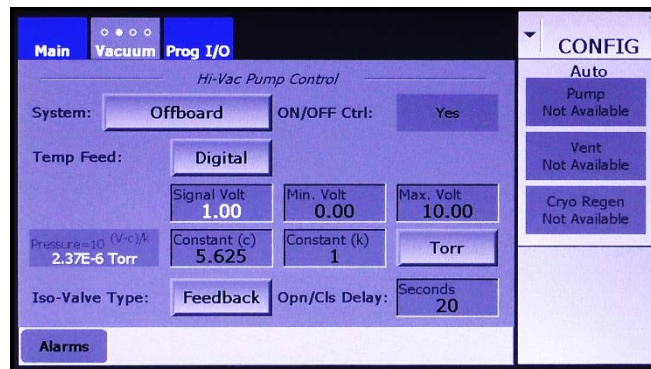 Main Vacuum Prog I/O
CONFIG
Hi-Vac Pump Control
Auto
System: Offboard ON/OFF Ctrl: Yes
Pump
Not Available
Temp Feed: Digital
Vent
Not Available
Signal Volt Min. Volt Max. Volt
1.00 0.00 10.00
Cryo Regen
Not Available
Pressure=10 (V-c)/k Constant (c) Constant (k) Torr
2.37E-6 Torr 5.625 1
Iso-Valve Type: Feedback Opn/Cls Delay: Seconds
20
Alarms